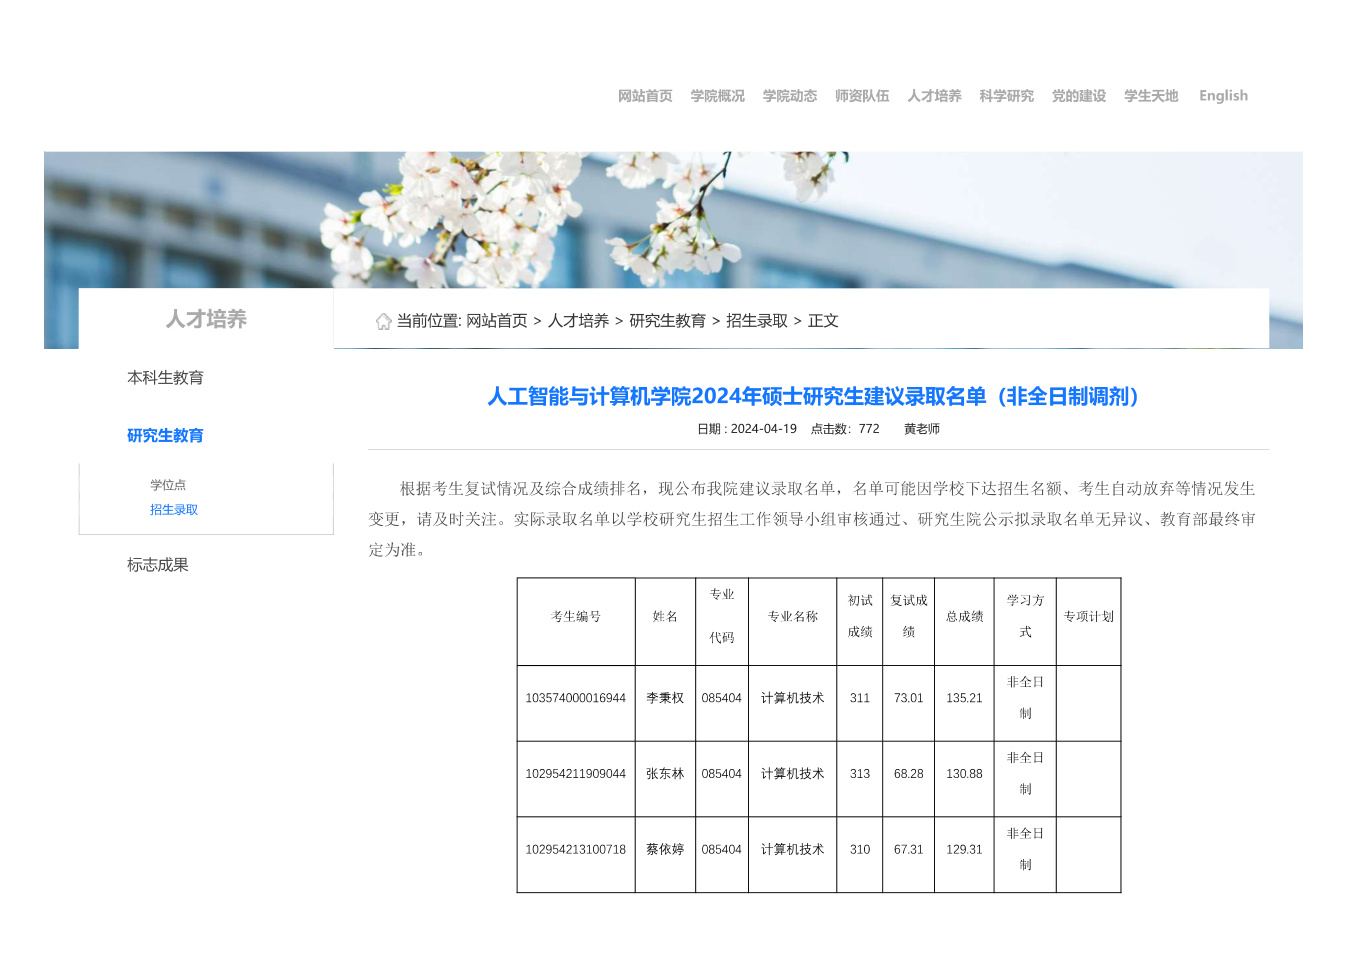 网站首页 学院概况 学院动态 师资队伍 人才培养 科学研究 党的建设 学生天地 English
人才培养
当前位置: 网站首页 > 人才培养 > 研究生教育 > 招生录取 > 正文
本科生教育
研究生教育
学位点
招生录取
标志成果
人工智能与计算机学院2024年硕士研究生建议录取名单（非全日制调剂）
日期 : 2024-04-19 点击数：772 黄老师
根据考生复试情况及综合成绩排名，现公布我院建议录取名单，名单可能因学校下达招生名额、考生自动放弃等情况发生
变更，请及时关注。实际录取名单以学校研究生招生工作领导小组审核通过、研究生院公示拟录取名单无异议、教育部最终审
定为准。
考生编号 姓名 专业代码 专业名称 初试成绩 复试成绩 总成绩 学习方式 专项计划
103574000016944 李秉权 085404 计算机技术 311 73.01 135.21 非全日制
102954211909044 张东林 085404 计算机技术 313 68.28 130.88 非全日制
102954213100718 蔡依婷 085404 计算机技术 310 67.31 129.31 非全日制